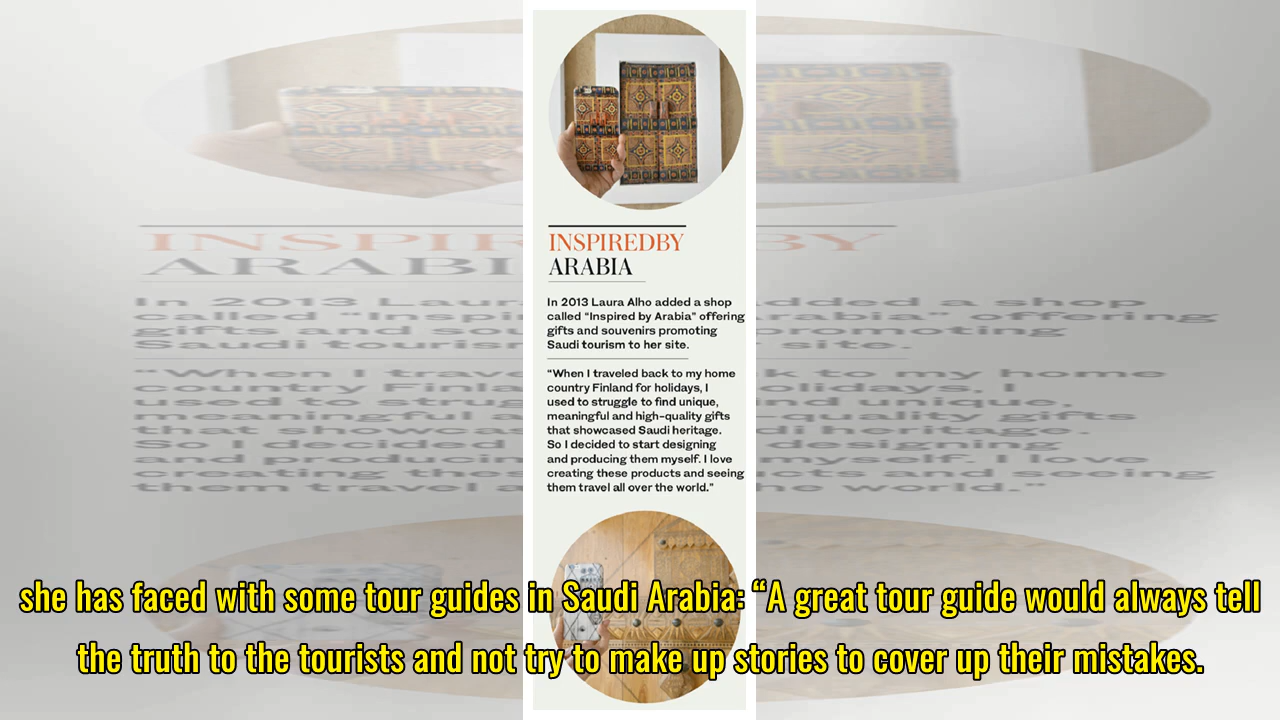 INSPIREDBY
ARABIA
In 2013 Laura Alho added a shop
called “Inspired by Arabia” offering
gifts and souvenirs promoting
Saudi tourism to her site.
“When I traveled back to my home
country Finland for holidays, I
used to struggle to find unique,
meaningful and high-quality gifts
that showcased Saudi heritage.
So I decided to start designing
and producing them myself. I love
creating these products and seeing
them travel all over the world.”
she has faced with some tour guides in Saudi Arabia: “A great tour guide would always tell
the truth to the tourists and not try to make up stories to cover up their mistakes.